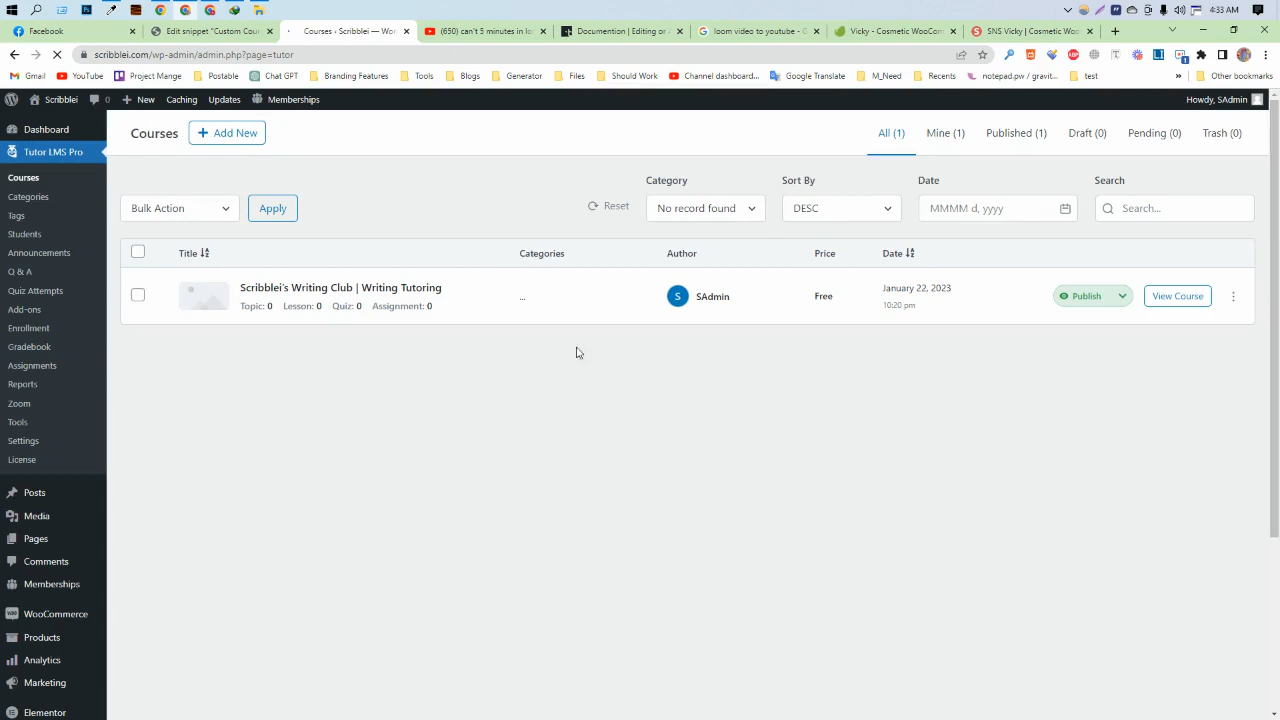 4:33 AM
Facebook
Edit snippet "Custom Cour
Courses ‹ Scribblei — Wor
(650) can't 5 minutes in lo
Documention | Editing or A
loom video to youtube - G
Vicky - Cosmetic WooCom
SNS Vicky | Cosmetic Woo
scribblei.com/wp-admin/admin.php?page=tutor
Gmail
YouTube
Project Mange
Postable
Chat GPT
Branding Features
Tools
Blogs
Generator
Files
Should Work
Channel dashboard...
Google Translate
M_Need
Recents
notepad.pw / gravit...
test
»
Other bookmarks
Scribblei
0
New
Caching
Updates
Memberships
Howdy, SAdmin
Dashboard
Tutor LMS Pro
Courses
Categories
Tags
Students
Announcements
Q & A
Quiz Attempts
Add-ons
Enrollment
Gradebook
Assignments
Reports
Zoom
Tools
Settings
License
Posts
Media
Pages
Comments
Memberships
WooCommerce
Products
Analytics
Marketing
Elementor
Courses
+ Add New
All (1)
Mine (1)
Published (1)
Draft (0)
Pending (0)
Trash (0)
Bulk Action
Apply
Reset
Category
No record found
Sort By
DESC
Date
MMMM d, yyyy
Search
Search...
Title
Categories
Author
Price
Date
Scribblei's Writing Club | Writing Tutoring
Topic: 0 Lesson: 0 Quiz: 0 Assignment: 0
...
S
SAdmin
Free
January 22, 2023
10:20 pm
Publish
View Course